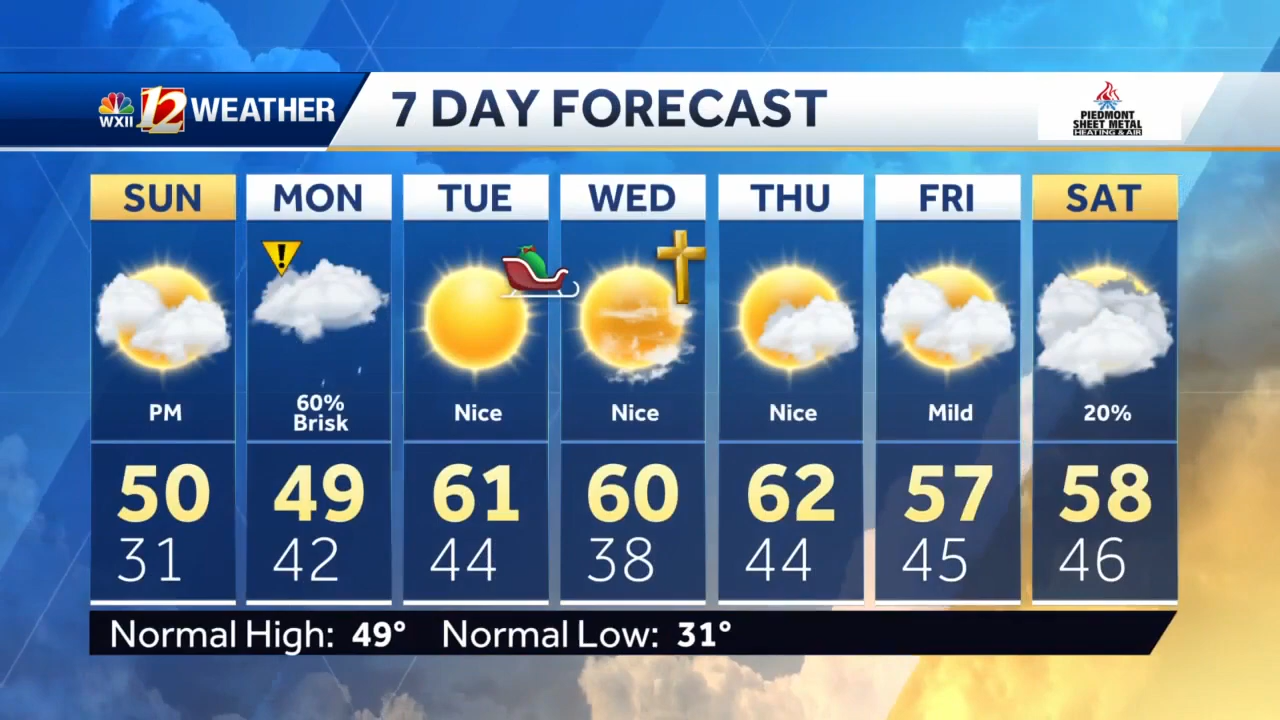 WXII 12 WEATHER
7 DAY FORECAST
PIEDMONT
SHEET METAL
HEATING & AIR
SUN MON TUE WED THU FRI SAT
!
PM 60% Brisk Nice Nice Nice Mild 20%
50 49 61 60 62 57 58
31 42 44 38 44 45 46
Normal High: 49° Normal Low: 31°